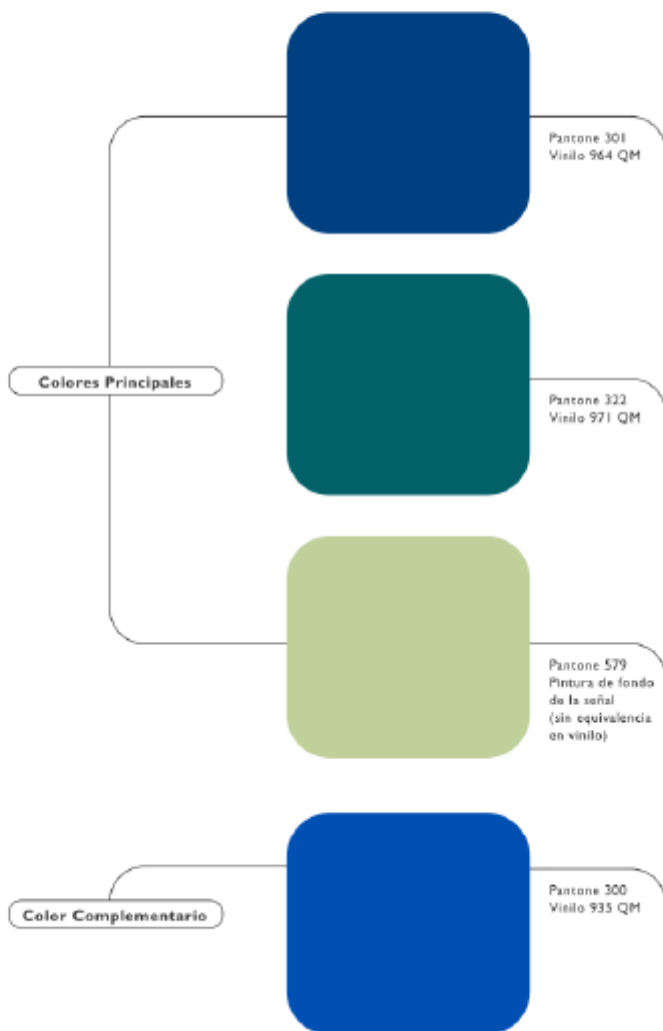 Pantone 301
Vinilo 964 QM
Colores Principales
Pantone 322
Vinilo 971 QM
Pantone 579
Pintura de fondo
de la señal
(sin equivalencia
en vinilo)
Color Complementario
Pantone 300
Vinilo 935 QM